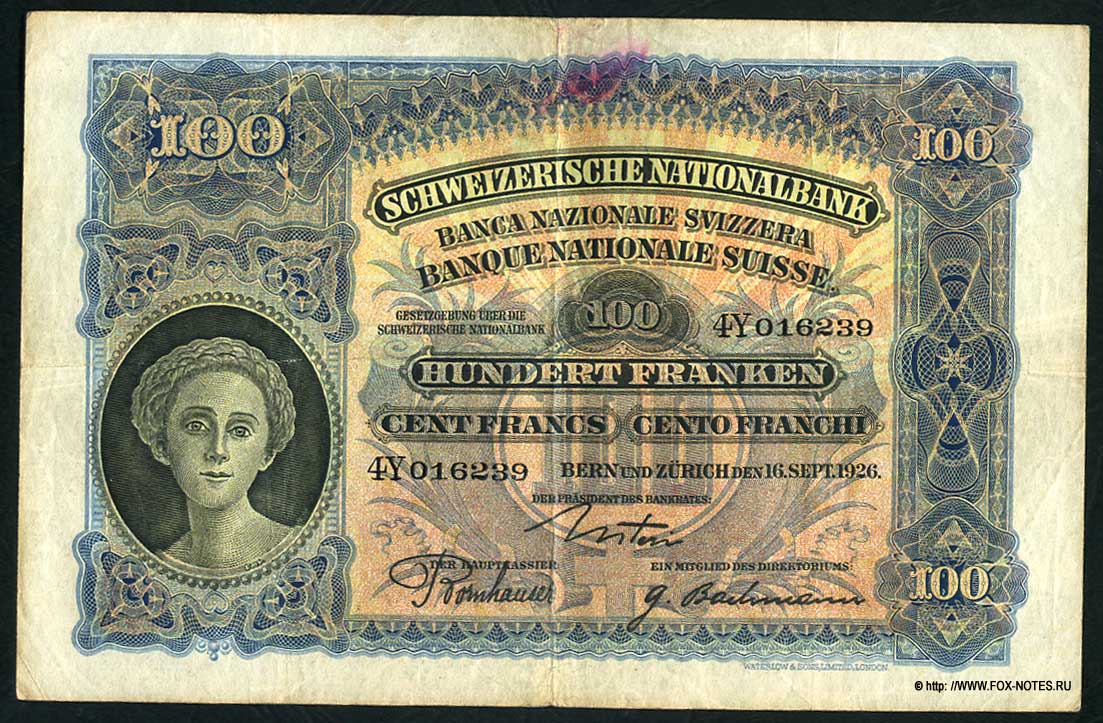 100
100
SCHWEIZERISCHE NATIONALBANK
BANCA NAZIONALE SVIZZERA
BANQUE NATIONALE SUISSE.
GESETZGEBUNG ÜBER DIE
SCHWEIZERISCHE NATIONALBANK
100
4Y016239
HUNDERT FRANKEN
CENT FRANCS
CENTO FRANCHI
4Y016239
BERN UND ZÜRICH DEN 16. SEPT. 1926.
DER PRÄSIDENT DES BANKRATES:
DER HAUPTKASSIER
EIN MITGLIED DES DIREKTORIUMS:
Kornhauser
G. Bachmann
100
WATERLOW & SONS, LIMITED, LONDON.
© http: //WWW.FOX-NOTES.RU